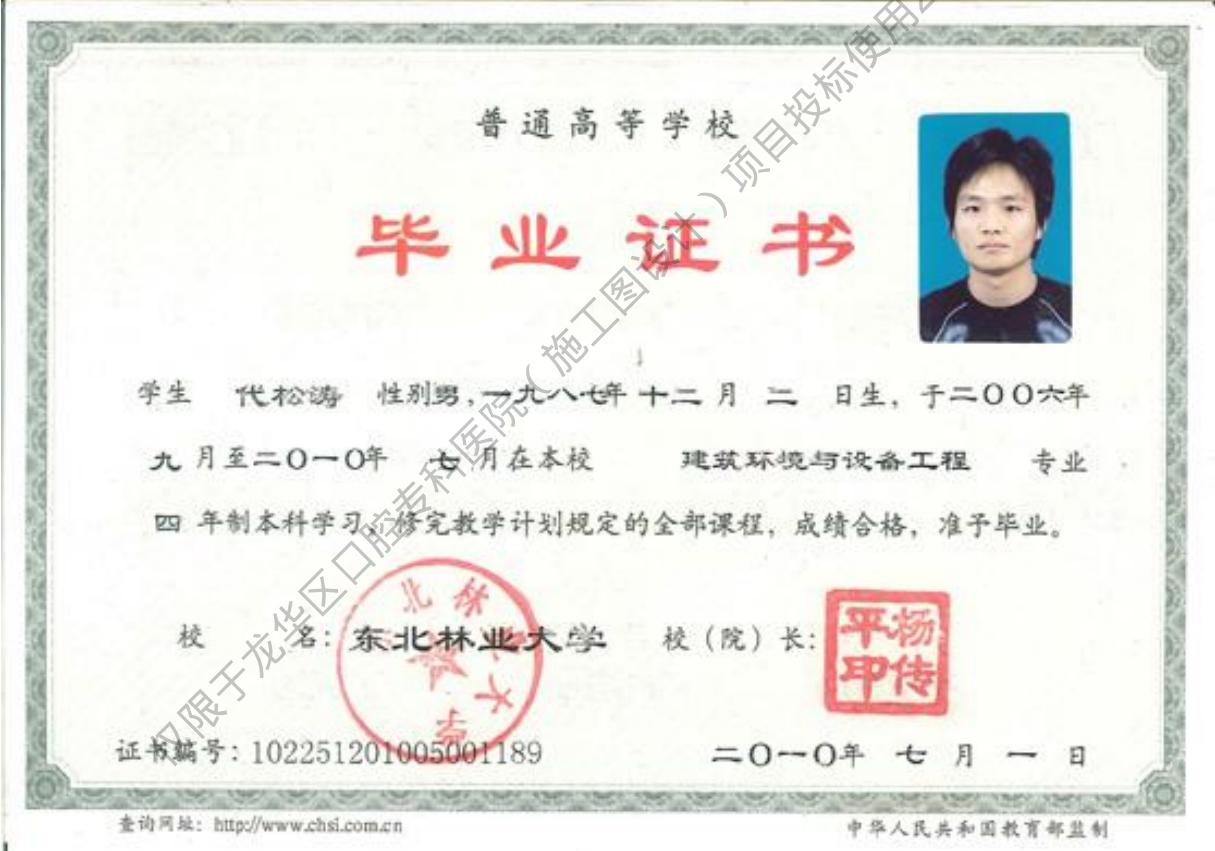 普通高等学校
毕业证书
学生 代松涛 性别男，一九八七年十二月 二 日生，于二〇〇六年
九月至二〇一〇年 七月在本校 建筑环境与设备工程 专业
四 年制本科学习，修完教学计划规定的全部课程，成绩合格，准予毕业。
校 名：东北林业大学 校（院）长：
杨传平印
北林业大学
证书编号：102251201005001189 二〇一〇年 七 月 一 日
查询网址：http://www.chsi.com.cn 中华人民共和国教育部监制
仅限于龙华区口腔专科医院（施工图设计）项目投标使用